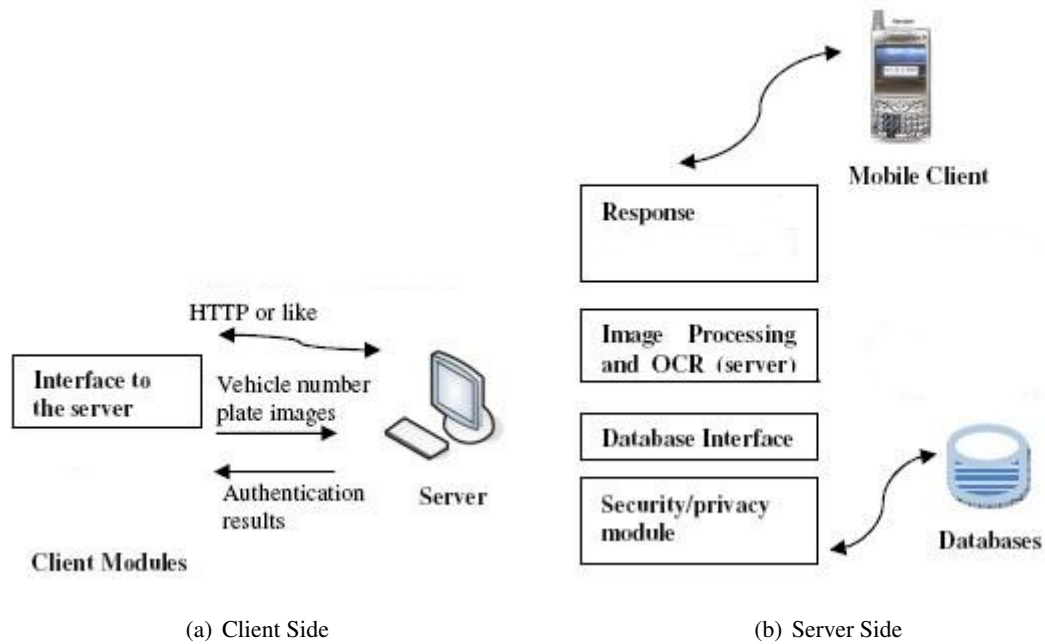 HTTP or like
Interface to
the server
Vehicle number
plate images
Authentication
results
Server
Client Modules
(a) Client Side
Mobile Client
Response
Image Processing
and OCR (server)
Database Interface
Security/privacy
module
Databases
(b) Server Side